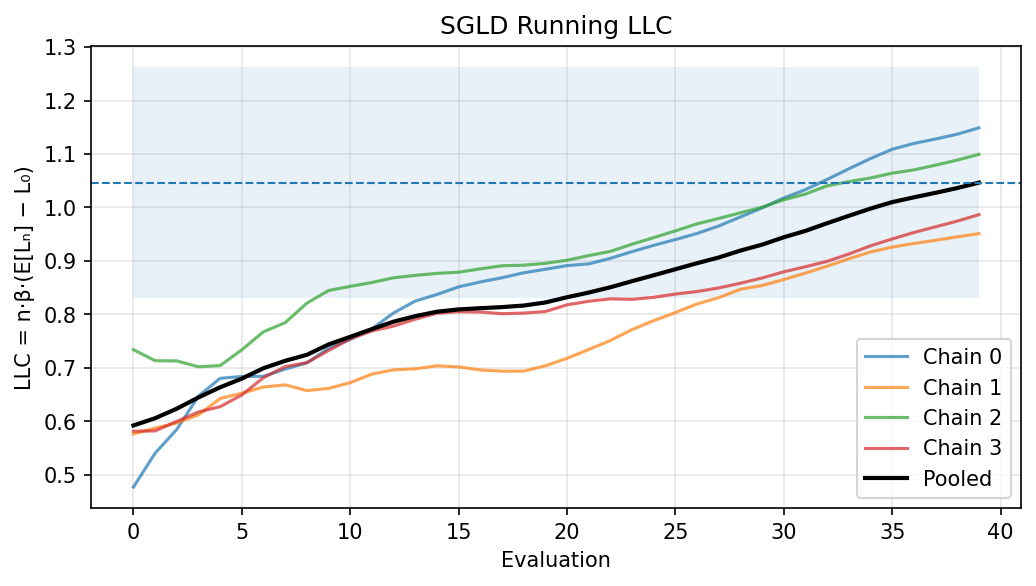 SGLD Running LLC
LLC = n·β·(E[Lₙ] − L₀)
1.3
1.2
1.1
1.0
0.9
0.8
0.7
0.6
0.5
0 5 10 15 20 25 30 35 40
Evaluation
Chain 0
Chain 1
Chain 2
Chain 3
Pooled